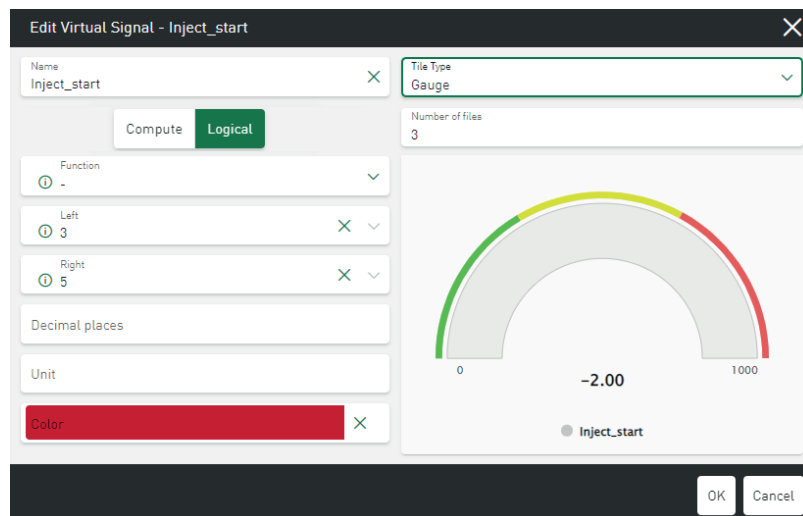 Edit Virtual Signal - Inject_start
Name
Inject_start
Compute
Logical
Function
-
Left
3
Right
5
Decimal places
Unit
Color
Tile Type
Gauge
Number of files
3
0
1000
-2.00
Inject_start
OK
Cancel